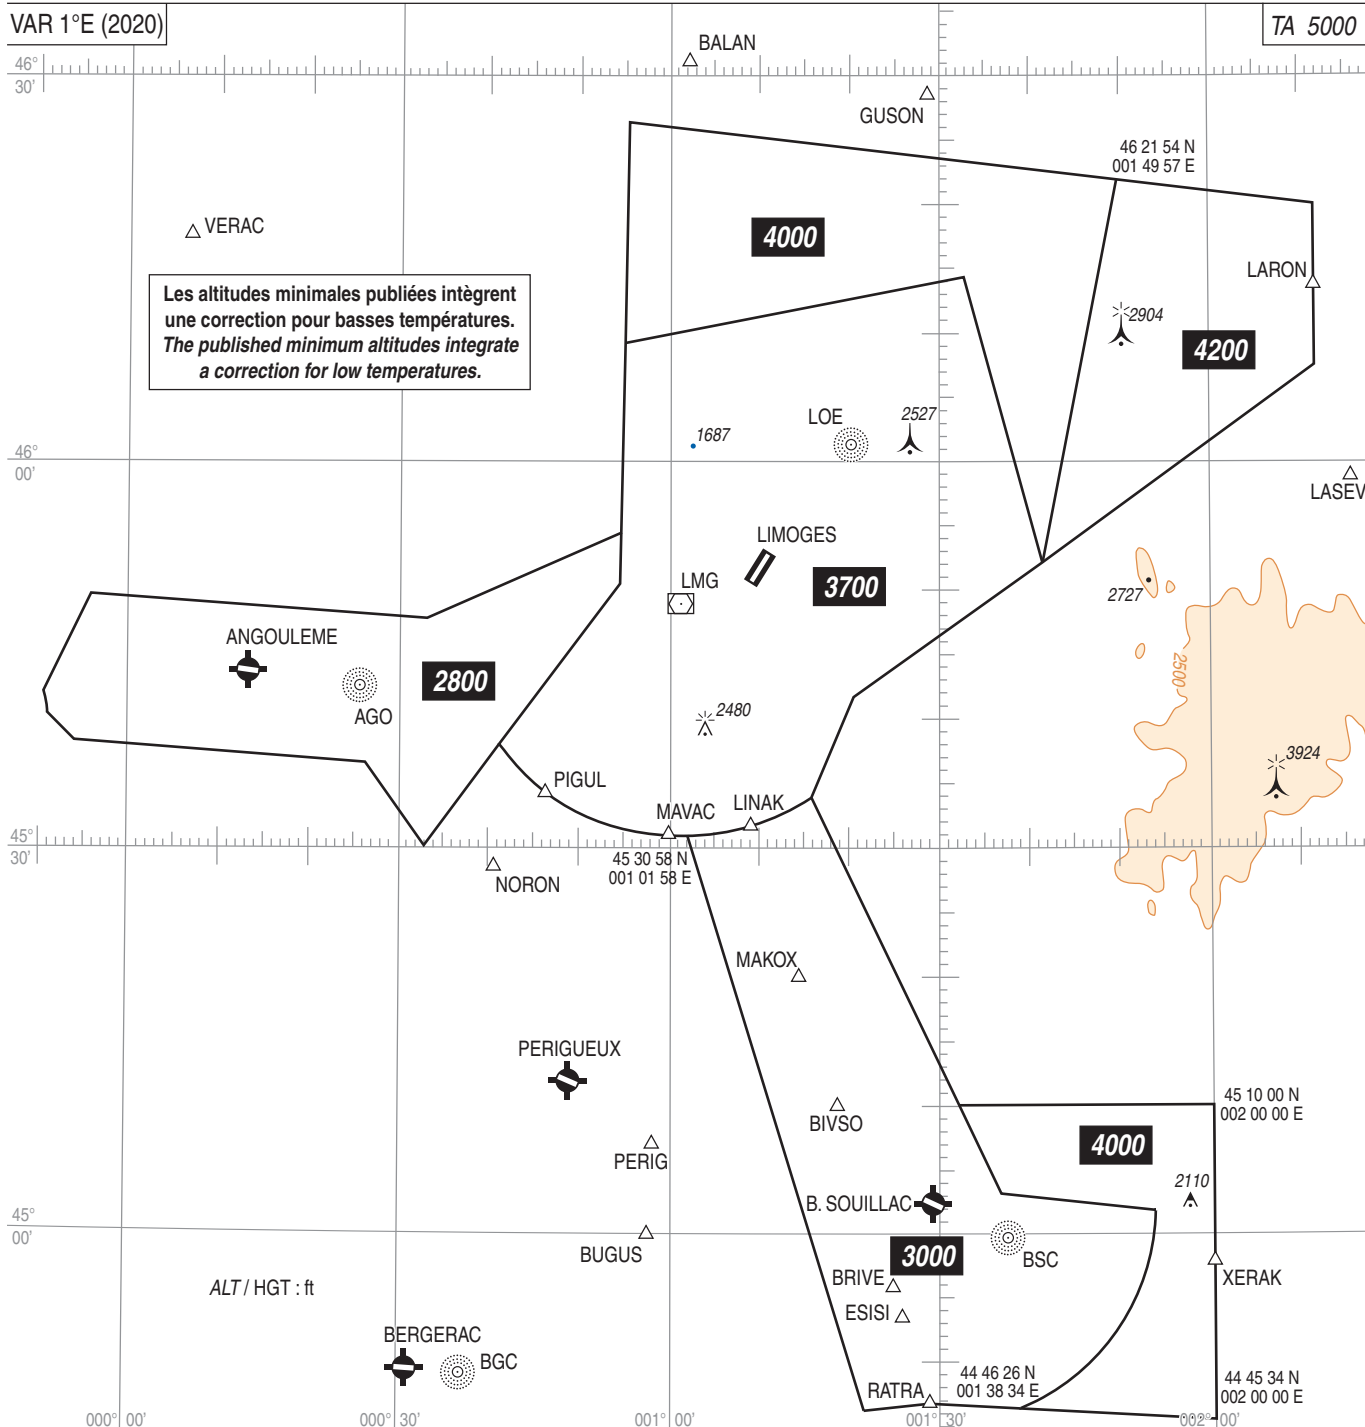 VAR 1°E (2020)
TA 5000
46°
30'
BALAN
GUSON
46 21 54 N
001 49 57 E
VERAC
4000
LARON
Les altitudes minimales publiées intègrent
une correction pour basses températures.
The published minimum altitudes integrate
a correction for low temperatures.
2904
4200
LOE
2527
1687
46°
00'
LASEV
LIMOGES
LMG
3700
2727
ANGOULEME
2800
AGO
2500
2480
3924
PIGUL
MAVAC
LINAK
45°
30'
45 30 58 N
001 01 58 E
NORON
MAKOX
PERIGUEUX
45 10 00 N
002 00 00 E
BIVSO
4000
PERIG
2110
B. SOUILLAC
45°
00'
BUGUS
3000
BSC
BRIVE
XERAK
ALT / HGT : ft
ESISI
BERGERAC
BGC
RATRA
44 46 26 N
001 38 34 E
44 45 34 N
002 00 00 E
000° 00'
000° 30'
001° 00'
001° 30'
002° 00'